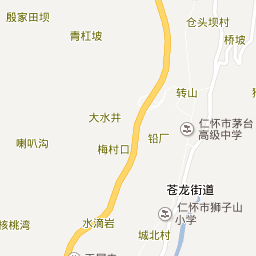 殷家田坝
仓头坝村
青杠坡
桥坡
转山
大水井
仁怀市茅台
高级中学
铅厂
喇叭沟
梅村口
苍龙街道
仁怀市狮子山
小学
核桃湾
水滴岩
城北村